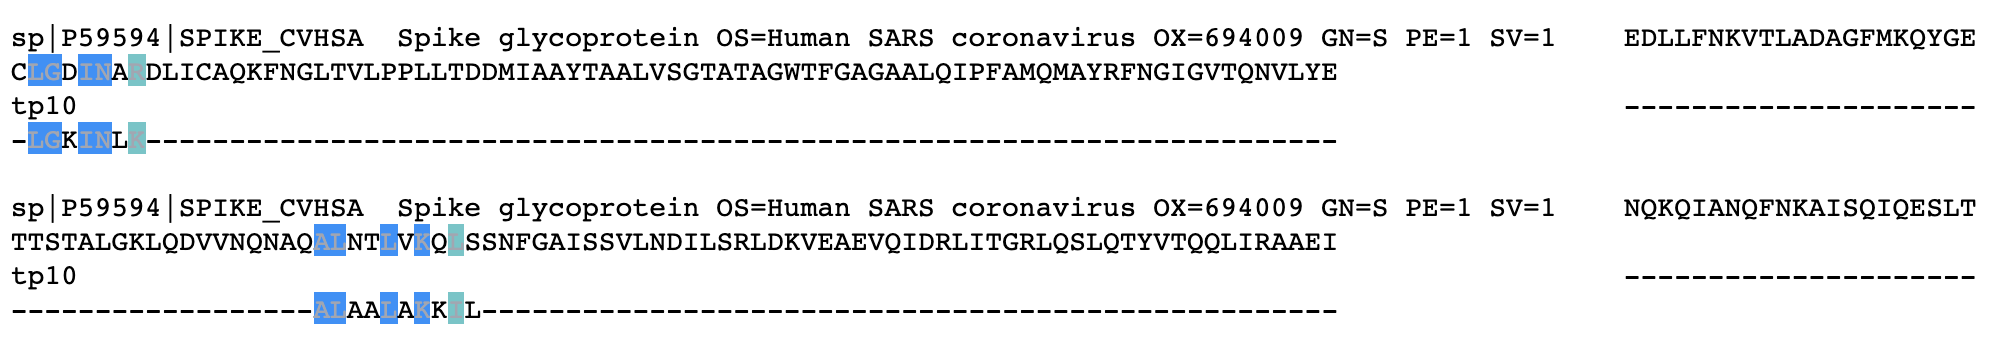 sp|P59594|SPIKE_CVHSA  Spike glycoprotein OS=Human SARS coronavirus OX=694009 GN=S PE=1 SV=1    EDLLFNKVTLADAGFMKQYGE
CLGDINARDLICAQKFNGLTVLPPLLTDDMIAAYTAALVSGTATAGWTFGAGAALQIPFAMQMAYRFNGIGVTQNVLYE
tp10    ---------------------
-LGKINLK-----------------------------------------------------------------------
sp|P59594|SPIKE_CVHSA  Spike glycoprotein OS=Human SARS coronavirus OX=694009 GN=S PE=1 SV=1    NQKQIANQFNKAISQIQESLT
TTSTALGKLQDVVNQNAQALNTLVKQLSSNFGAISSVLNDILSRLDKVEAEVQIDRLITGRLQSLQTYVTQQLIRAAEI
tp10    ---------------------
------------------ALAALAKKIL---------------------------------------------------